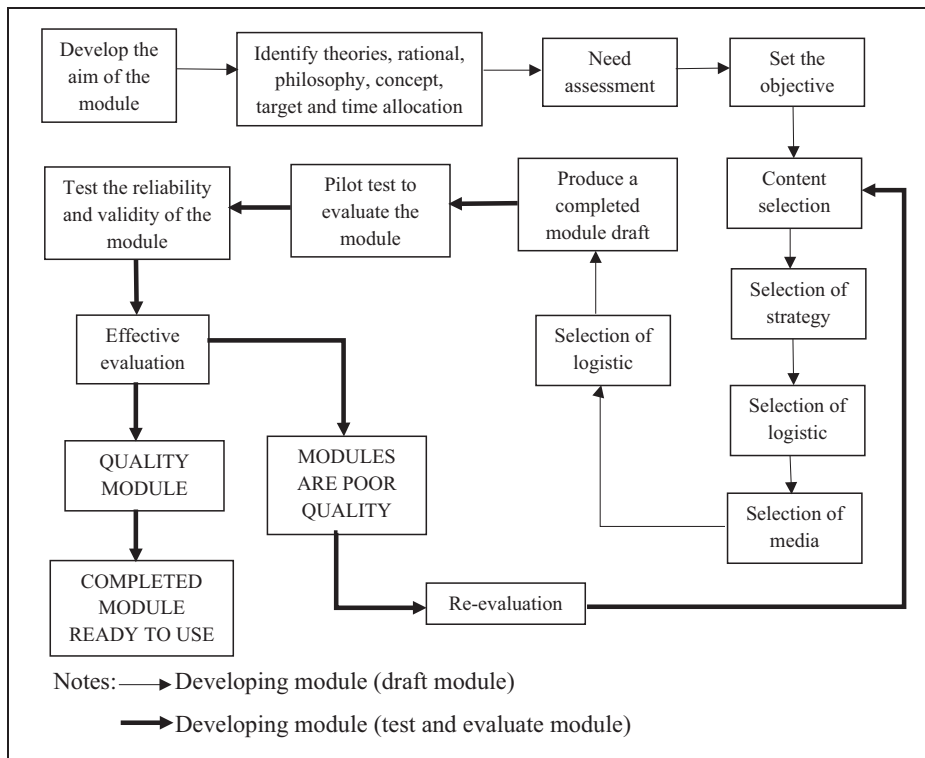 Develop the
aim of the
module
Identify theories, rational,
philosophy, concept,
target and time allocation
Need
assessment
Set the
objective
Content
selection
Selection of
strategy
Selection of
logistic
Selection of
media
Selection of
logistic
Produce a
completed
module draft
Pilot test to
evaluate the
module
Test the reliability
and validity of the
module
Effective
evaluation
QUALITY
MODULE
COMPLETED
MODULE
READY TO USE
MODULES
ARE POOR
QUALITY
Re-evaluation
Notes: Developing module (draft module)
Developing module (test and evaluate module)